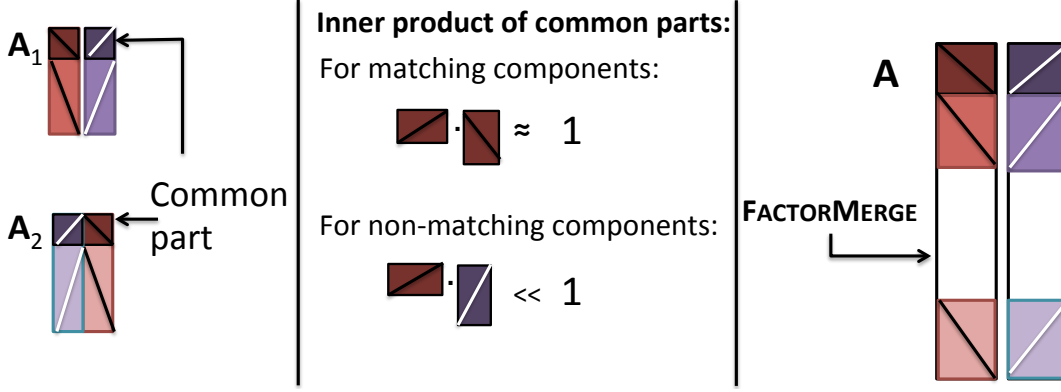 A1
Common
part
A2
Inner product of common parts:
For matching components:
· ≈ 1
For non-matching components:
· << 1
A
FACTORMERGE